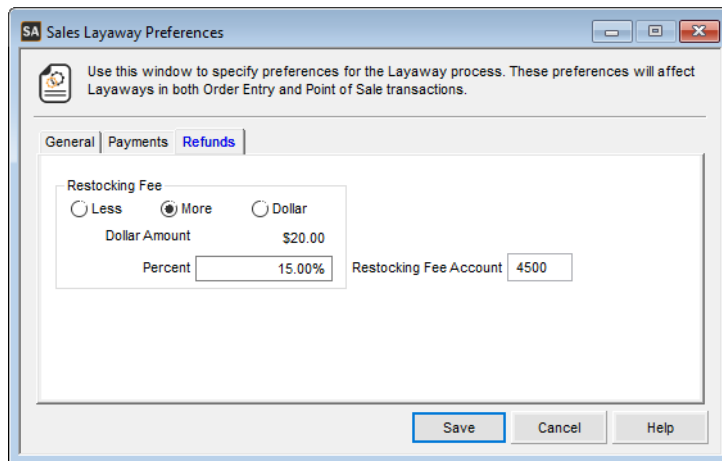 SA Sales Layaway Preferences
Use this window to specify preferences for the Layaway process. These preferences will affect
Layaways in both Order Entry and Point of Sale transactions.
General Payments Refunds
Restocking Fee
Less More Dollar
Dollar Amount $20.00
Percent 15.00% Restocking Fee Account 4500
Save Cancel Help